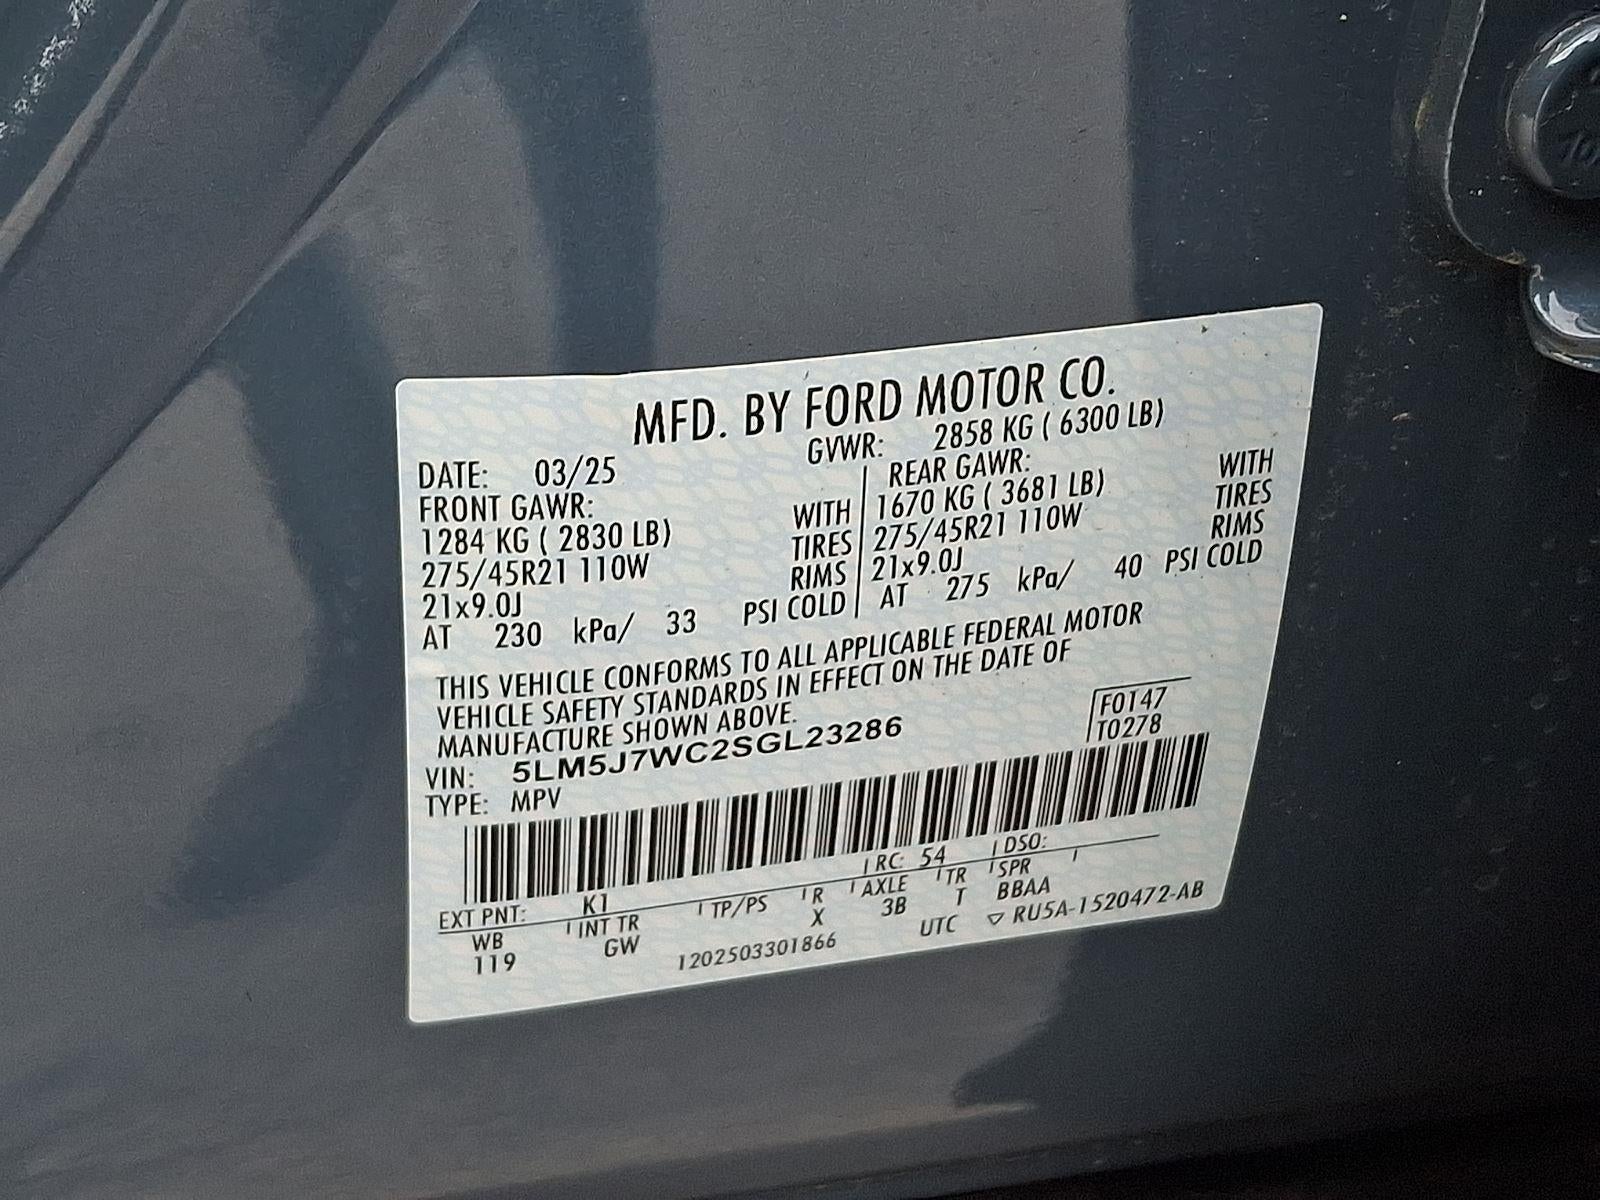 MFD. BY FORD MOTOR CO.
DATE: 03/25 GVWR: 2858 KG ( 6300 LB)
FRONT GAWR: REAR GAWR:
1284 KG ( 2830 LB) WITH 1670 KG ( 3681 LB) WITH
275/45R21 110W TIRES 275/45R21 110W TIRES
21x9.0J RIMS 21x9.0J RIMS
AT 230 kPa/ 33 PSI COLD AT 275 kPa/ 40 PSI COLD
THIS VEHICLE CONFORMS TO ALL APPLICABLE FEDERAL MOTOR
VEHICLE SAFETY STANDARDS IN EFFECT ON THE DATE OF
MANUFACTURE SHOWN ABOVE.
F0147
T0278
VIN: 5LM5J7WC2SGL23286
TYPE: MPV
EXT PNT: K1 RC: 54 DSO:
WB INT TR TP/PS R AXLE TR SPR
119 GW X 3B T BBAA
1202503301866 UTC ▽ RU5A-1520472-AB